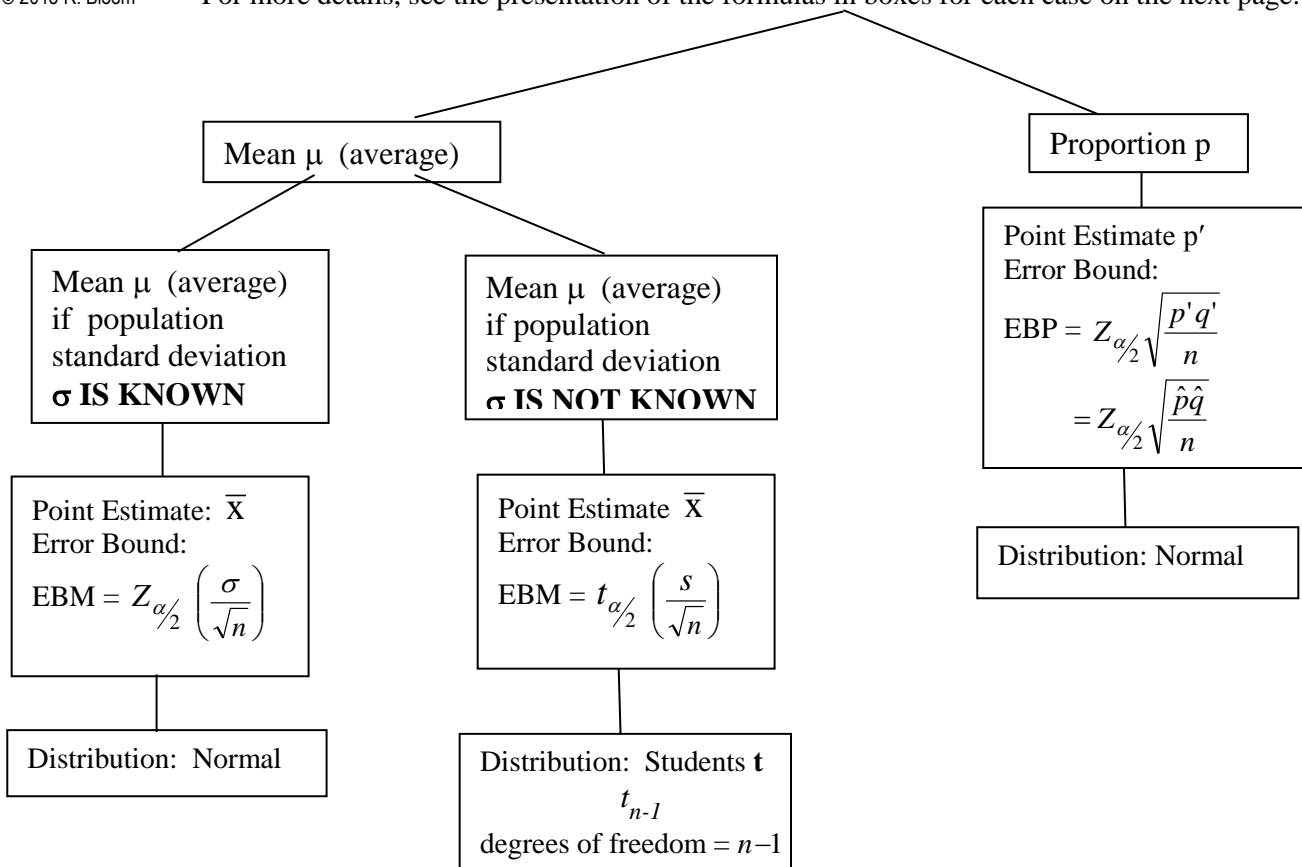 © 2016 R. Bloom For more details, see the presentation of the formulas in boxes for each case on the next page.
Mean μ (average)
Proportion p
Mean μ (average)
if population
standard deviation
σ IS KNOWN
Mean μ (average)
if population
standard deviation
σ IS NOT KNOWN
Point Estimate p′
Error Bound:
EBP = Z_{α/2} √(p'q'/n)
= Z_{α/2} √(p̂q̂/n)
Point Estimate: x̄
Error Bound:
EBM = Z_{α/2} (σ/√n)
Point Estimate x̄
Error Bound:
EBM = t_{α/2} (s/√n)
Distribution: Normal
Distribution: Normal
Distribution: Students t
t_{n-1}
degrees of freedom = n−1